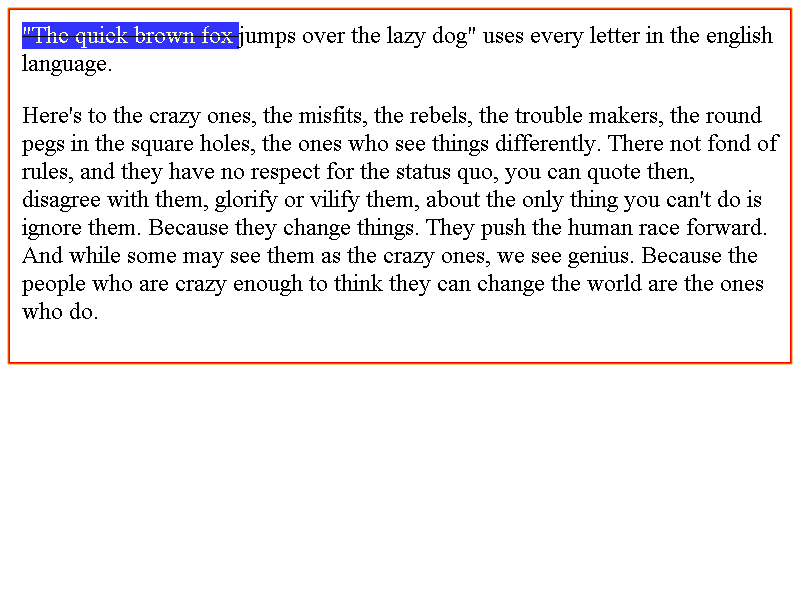 "The quick brown fox jumps over the lazy dog" uses every letter in the english
language.
Here's to the crazy ones, the misfits, the rebels, the trouble makers, the round
pegs in the square holes, the ones who see things differently. There not fond of
rules, and they have no respect for the status quo, you can quote then,
disagree with them, glorify or vilify them, about the only thing you can't do is
ignore them. Because they change things. They push the human race forward.
And while some may see them as the crazy ones, we see genius. Because the
people who are crazy enough to think they can change the world are the ones
who do.